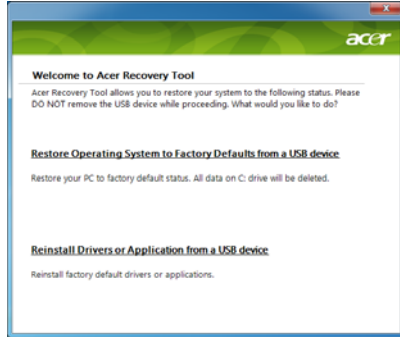 acer
Welcome to Acer Recovery Tool
Acer Recovery Tool allows you to restore your system to the following status. Please
DO NOT remove the USB device while proceeding. What would you like to do?
Restore Operating System to Factory Defaults from a USB device
Restore your PC to factory default status. All data on C: drive will be deleted.
Reinstall Drivers or Application from a USB device
Reinstall factory default drivers or applications.